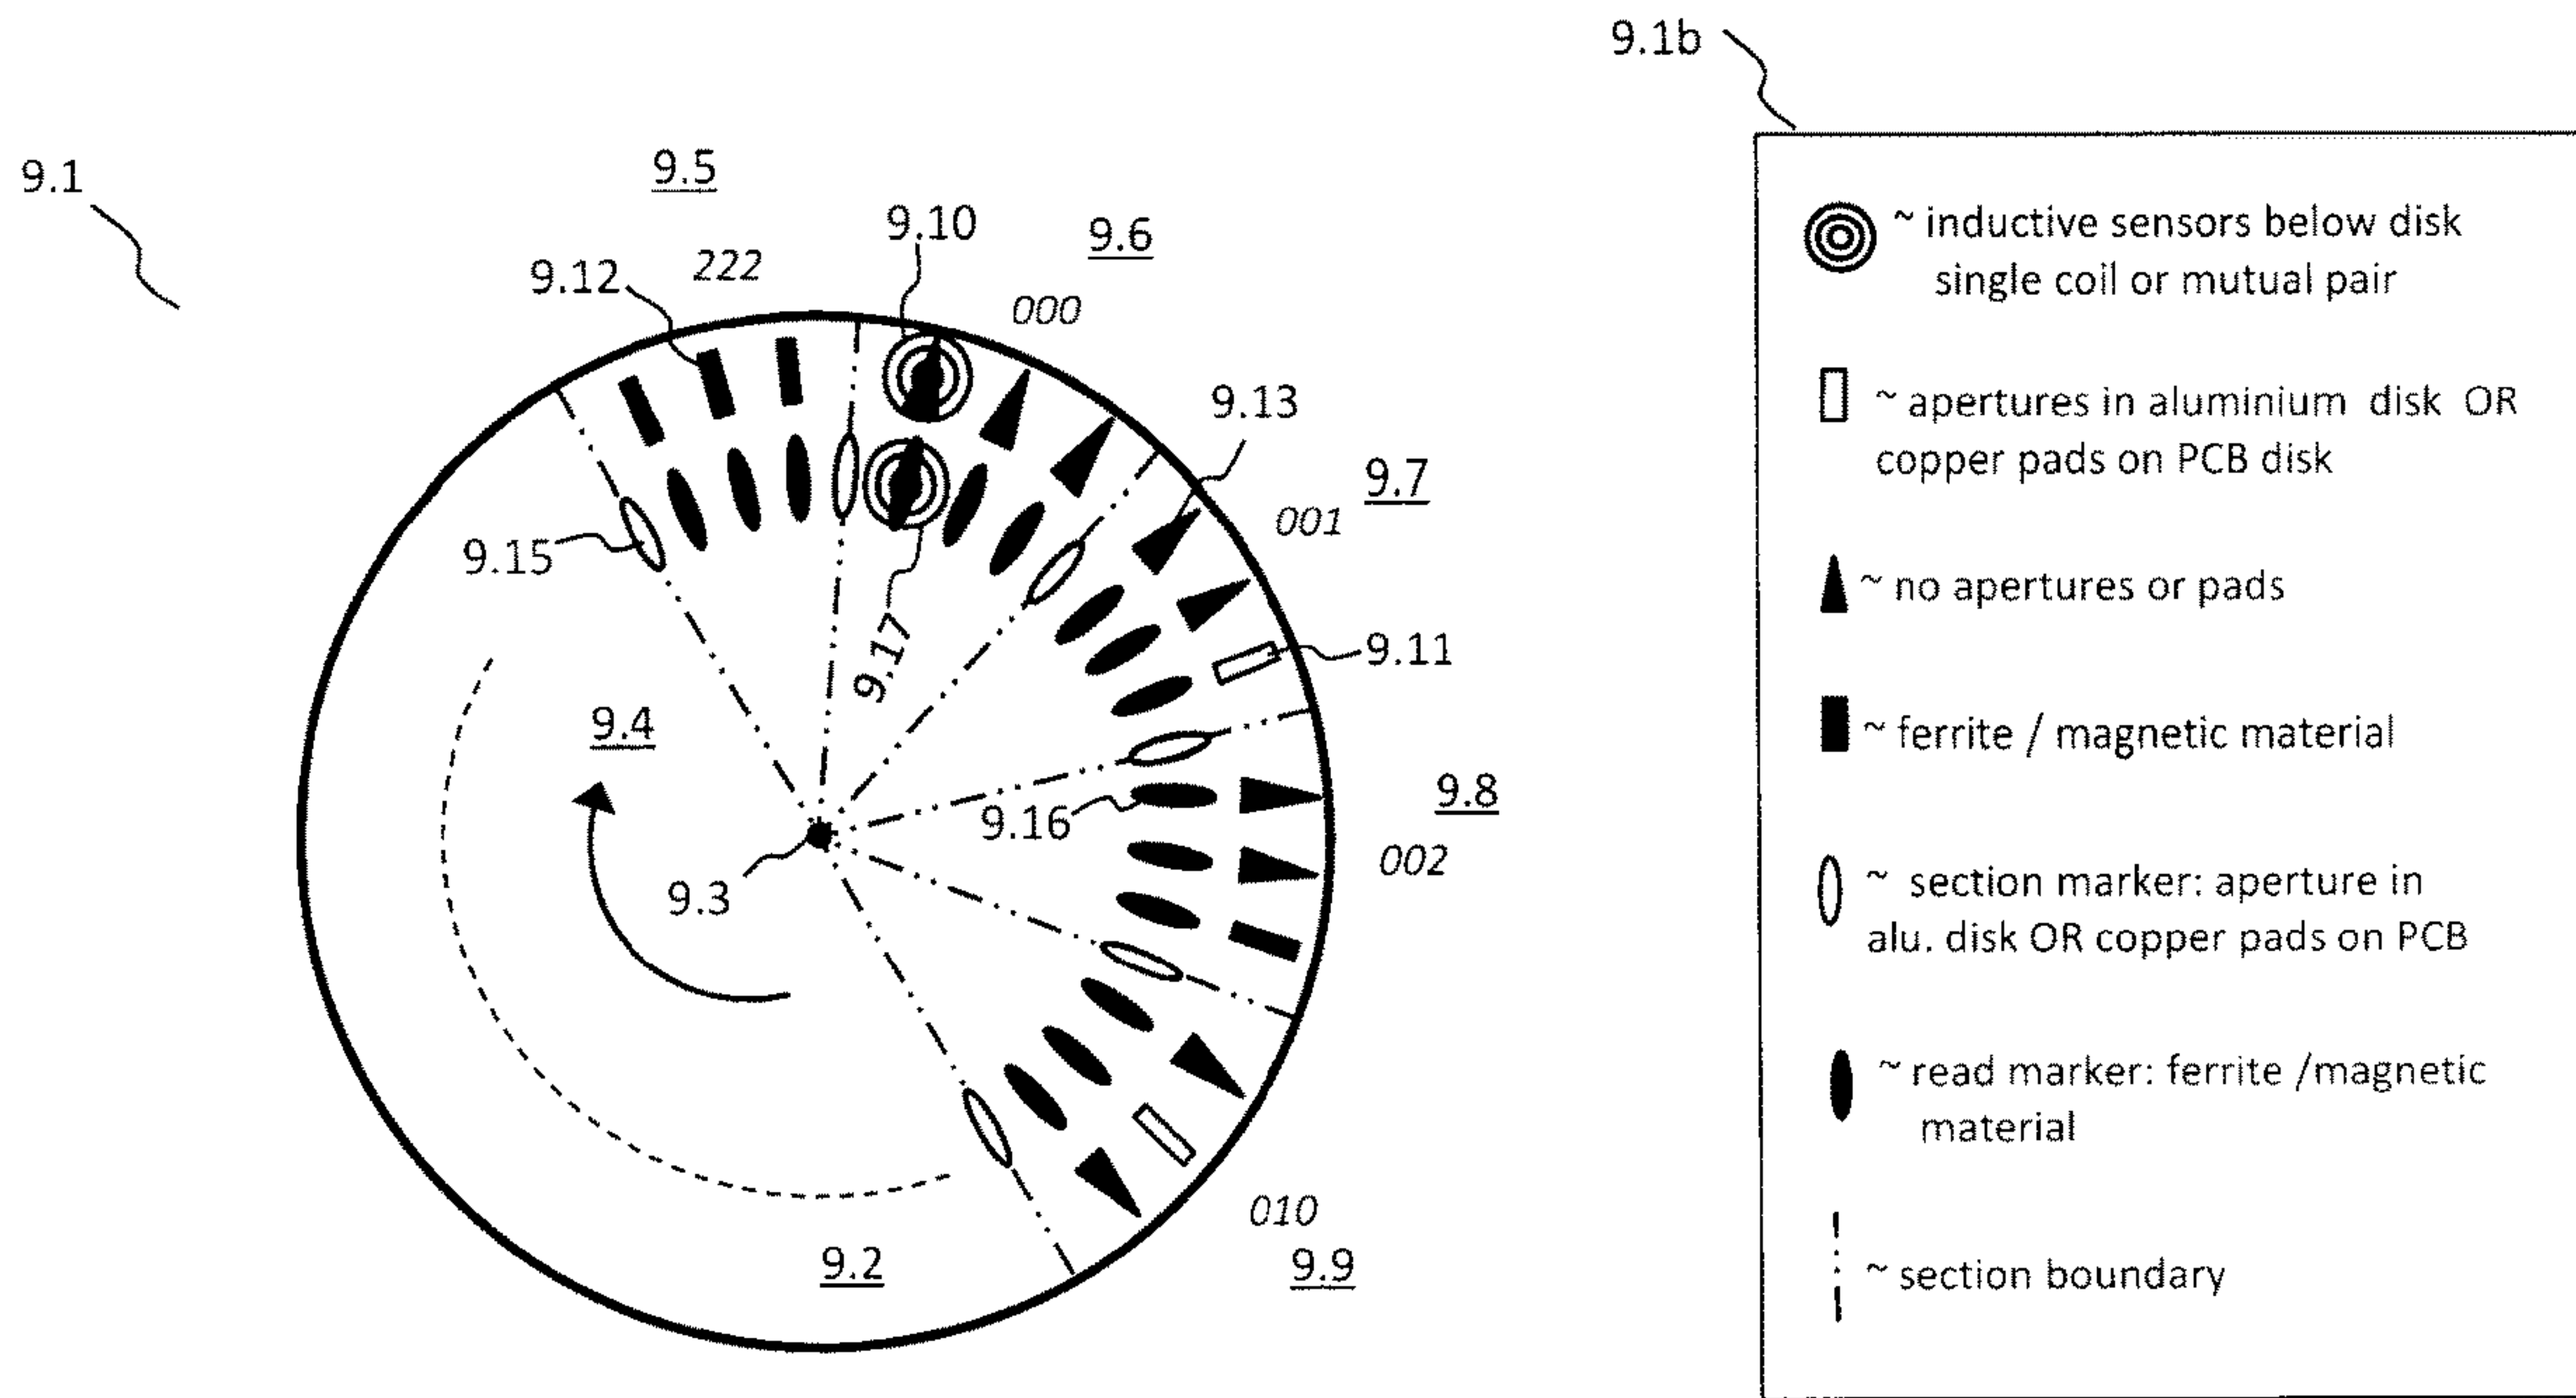 9.1b
9.1
9.5
9.10
9.6
9.12
222
000
9.13
9.7
001
9.15
9.17
9.11
9.4
9.16
9.8
002
9.3
010
9.2
9.9
~ inductive sensors below disk
single coil or mutual pair
~ apertures in aluminium disk OR
copper pads on PCB disk
~ no apertures or pads
~ ferrite / magnetic material
~ section marker: aperture in
alu. disk OR copper pads on PCB
~ read marker: ferrite /magnetic
material
~ section boundary